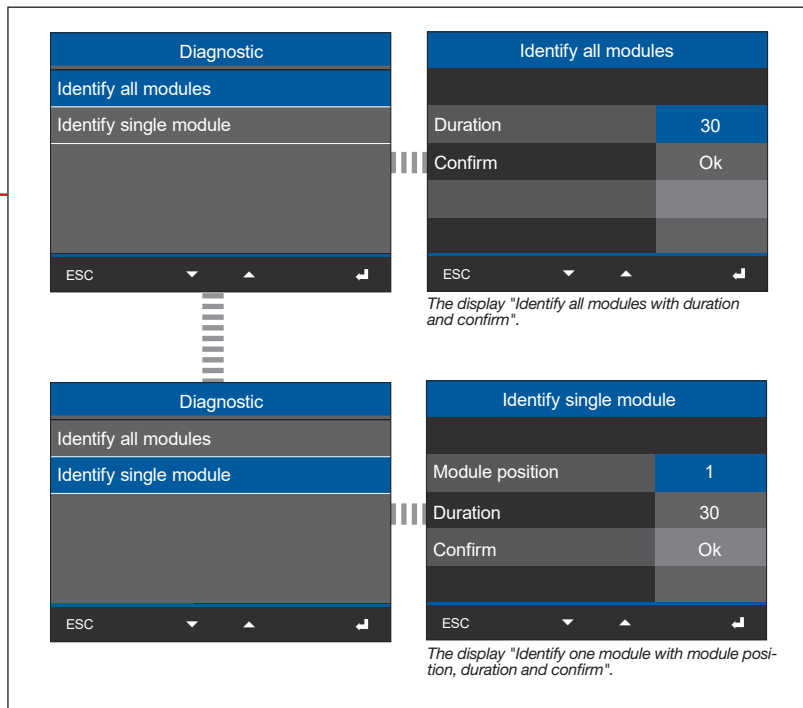 Diagnostic
Identify all modules
Identify single module
ESC
Identify all modules
Duration 30
Confirm Ok
ESC
The display "Identify all modules with duration
and confirm".
Diagnostic
Identify all modules
Identify single module
ESC
Identify single module
Module position 1
Duration 30
Confirm Ok
ESC
The display "Identify one module with module posi-
tion, duration and confirm".